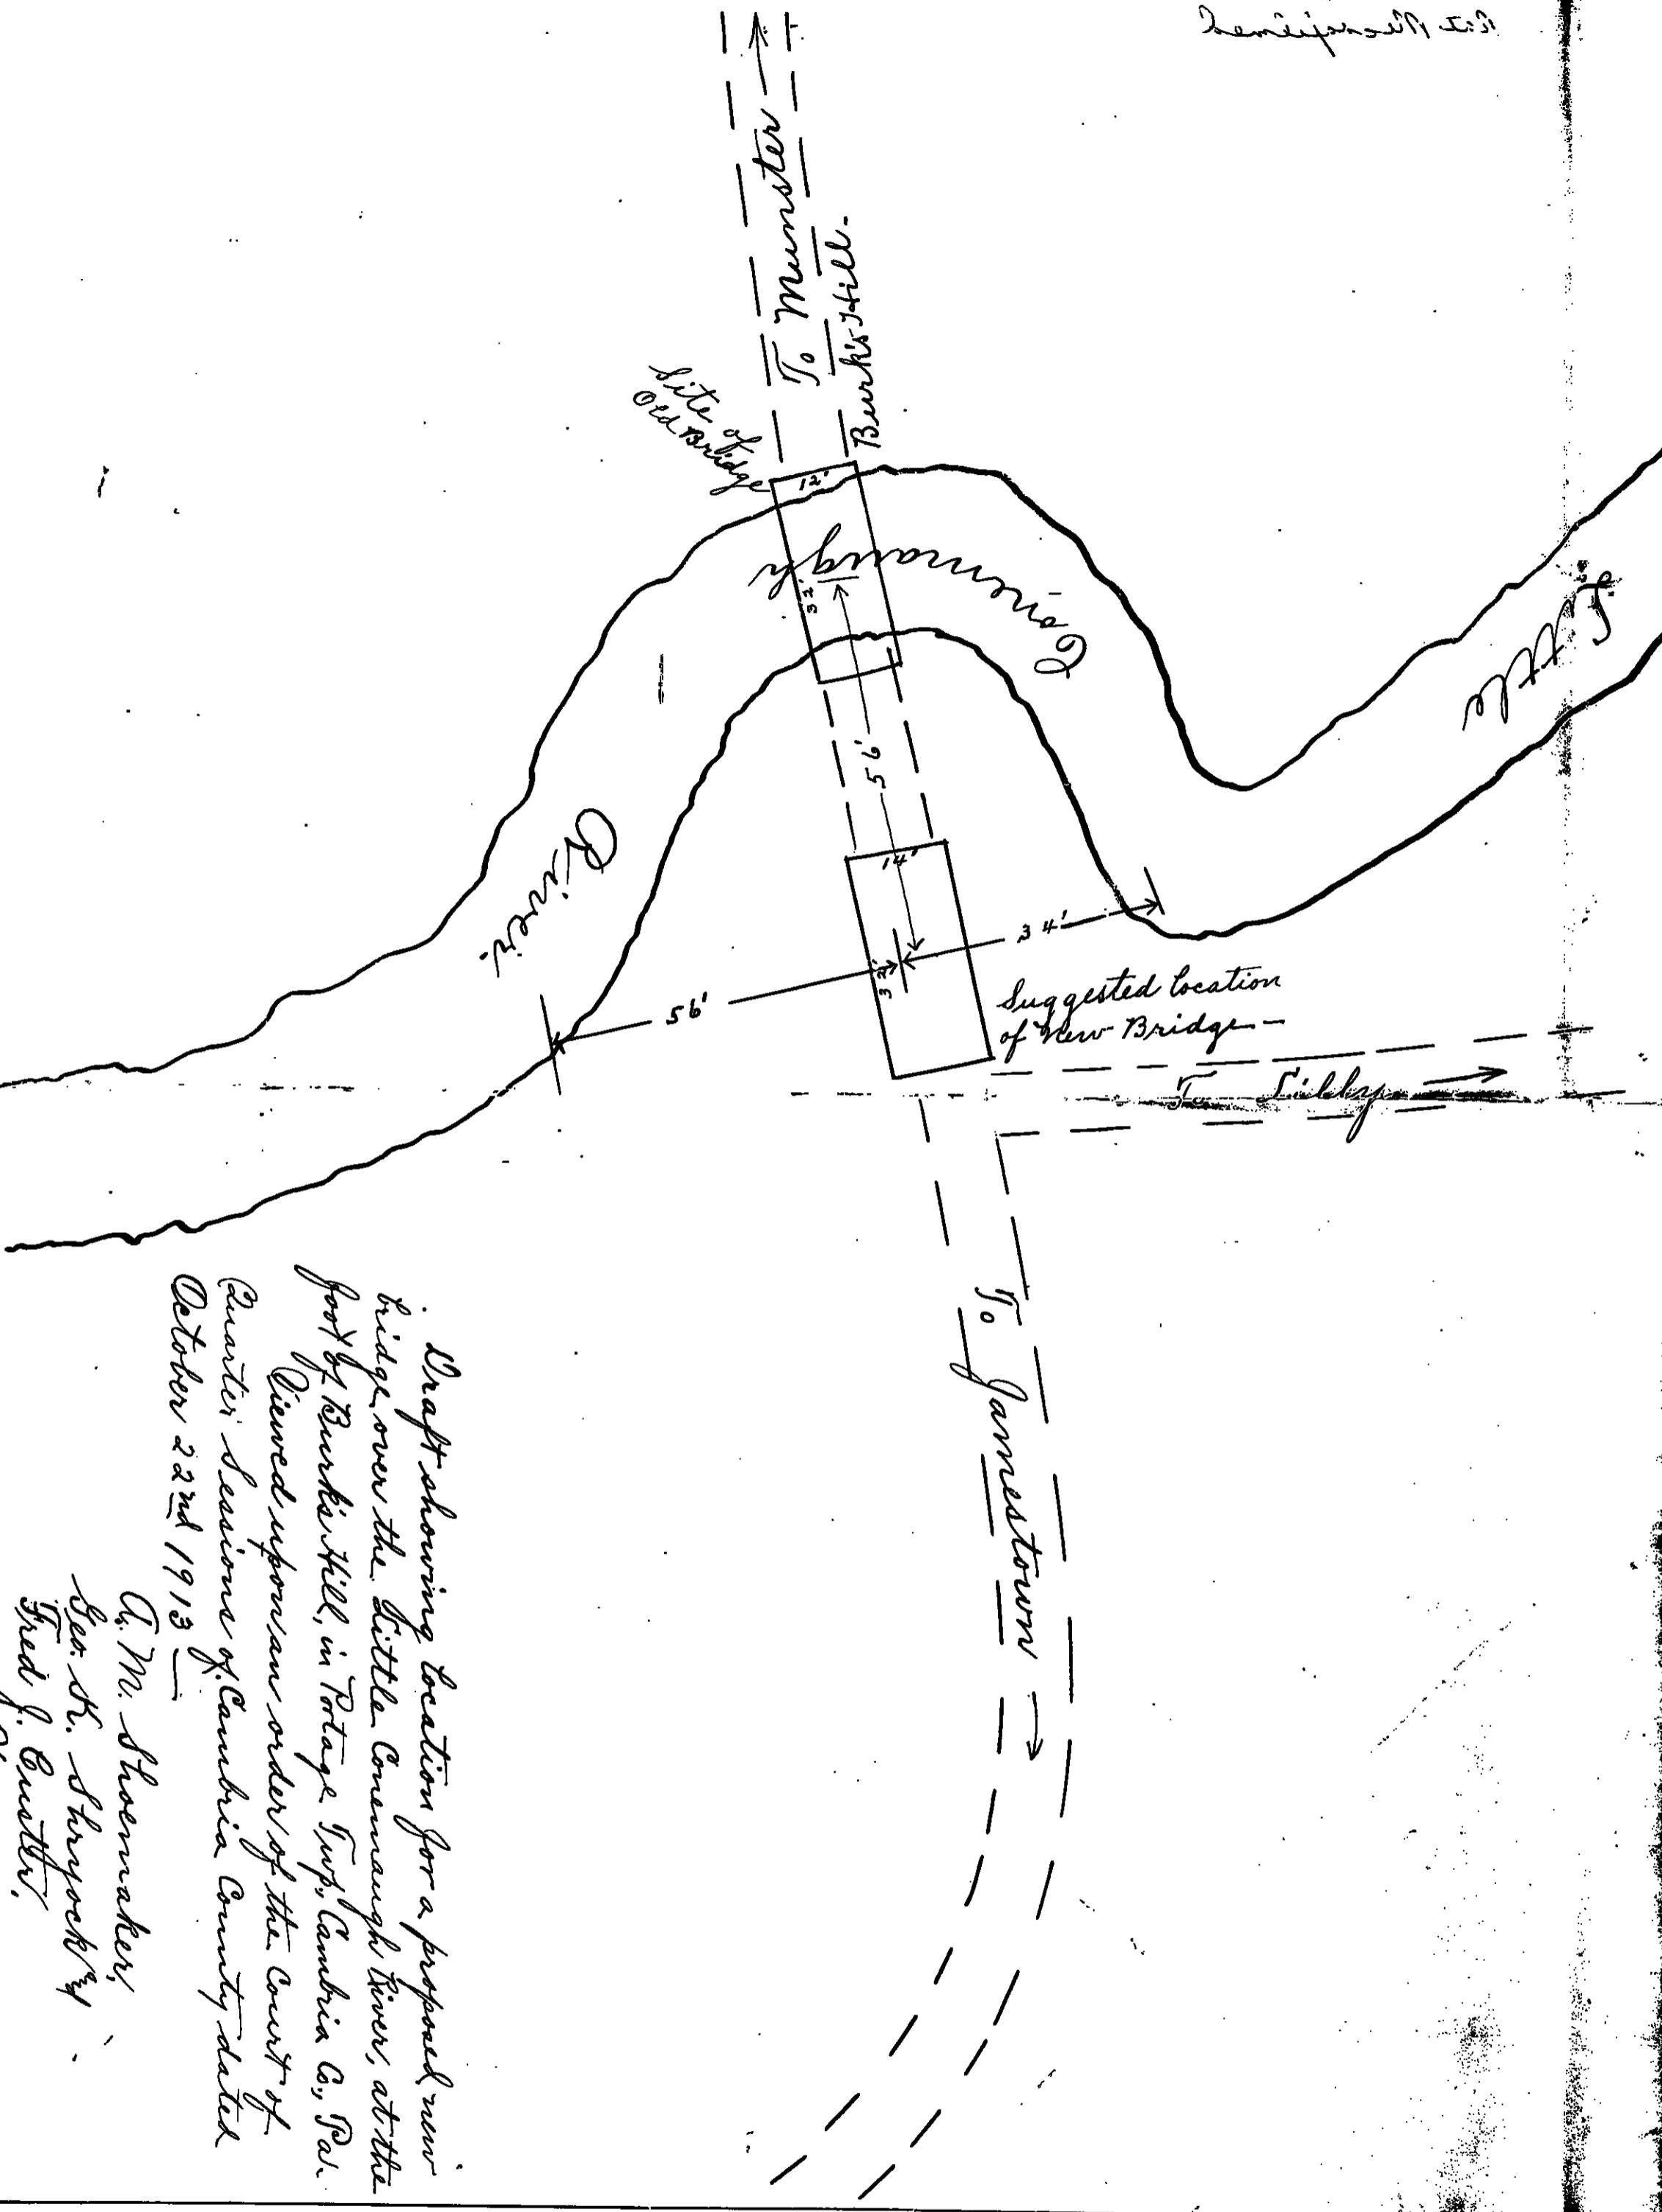 To Munster
Burk's Hill.
Site of
Old Bridge
12'
32'
Little
Conemaugh
River.
56'
14'
34'
56'
32'
Suggested location
of New Bridge—
To Lilly
To Jamestown
Draft showing location for a proposed new
bridge over the Little Conemaugh River, at the
foot of Burk's Hill, in Portage Twp., Cambria Co., Pa.
Viewed upon an order of the Court of
Quarter Sessions of Cambria County dated
October 22nd 1913—
A. M. Shoemaker,
Geo. K. Shryock
Fred J. Custer.